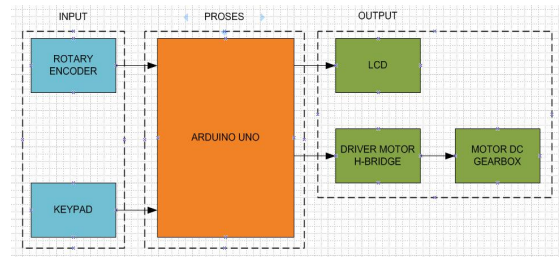 INPUT
PROSES
OUTPUT
ROTARY
ENCODER
KEYPAD
ARDUINO UNO
LCD
DRIVER MOTOR
H-BRIDGE
MOTOR DC
GEARBOX